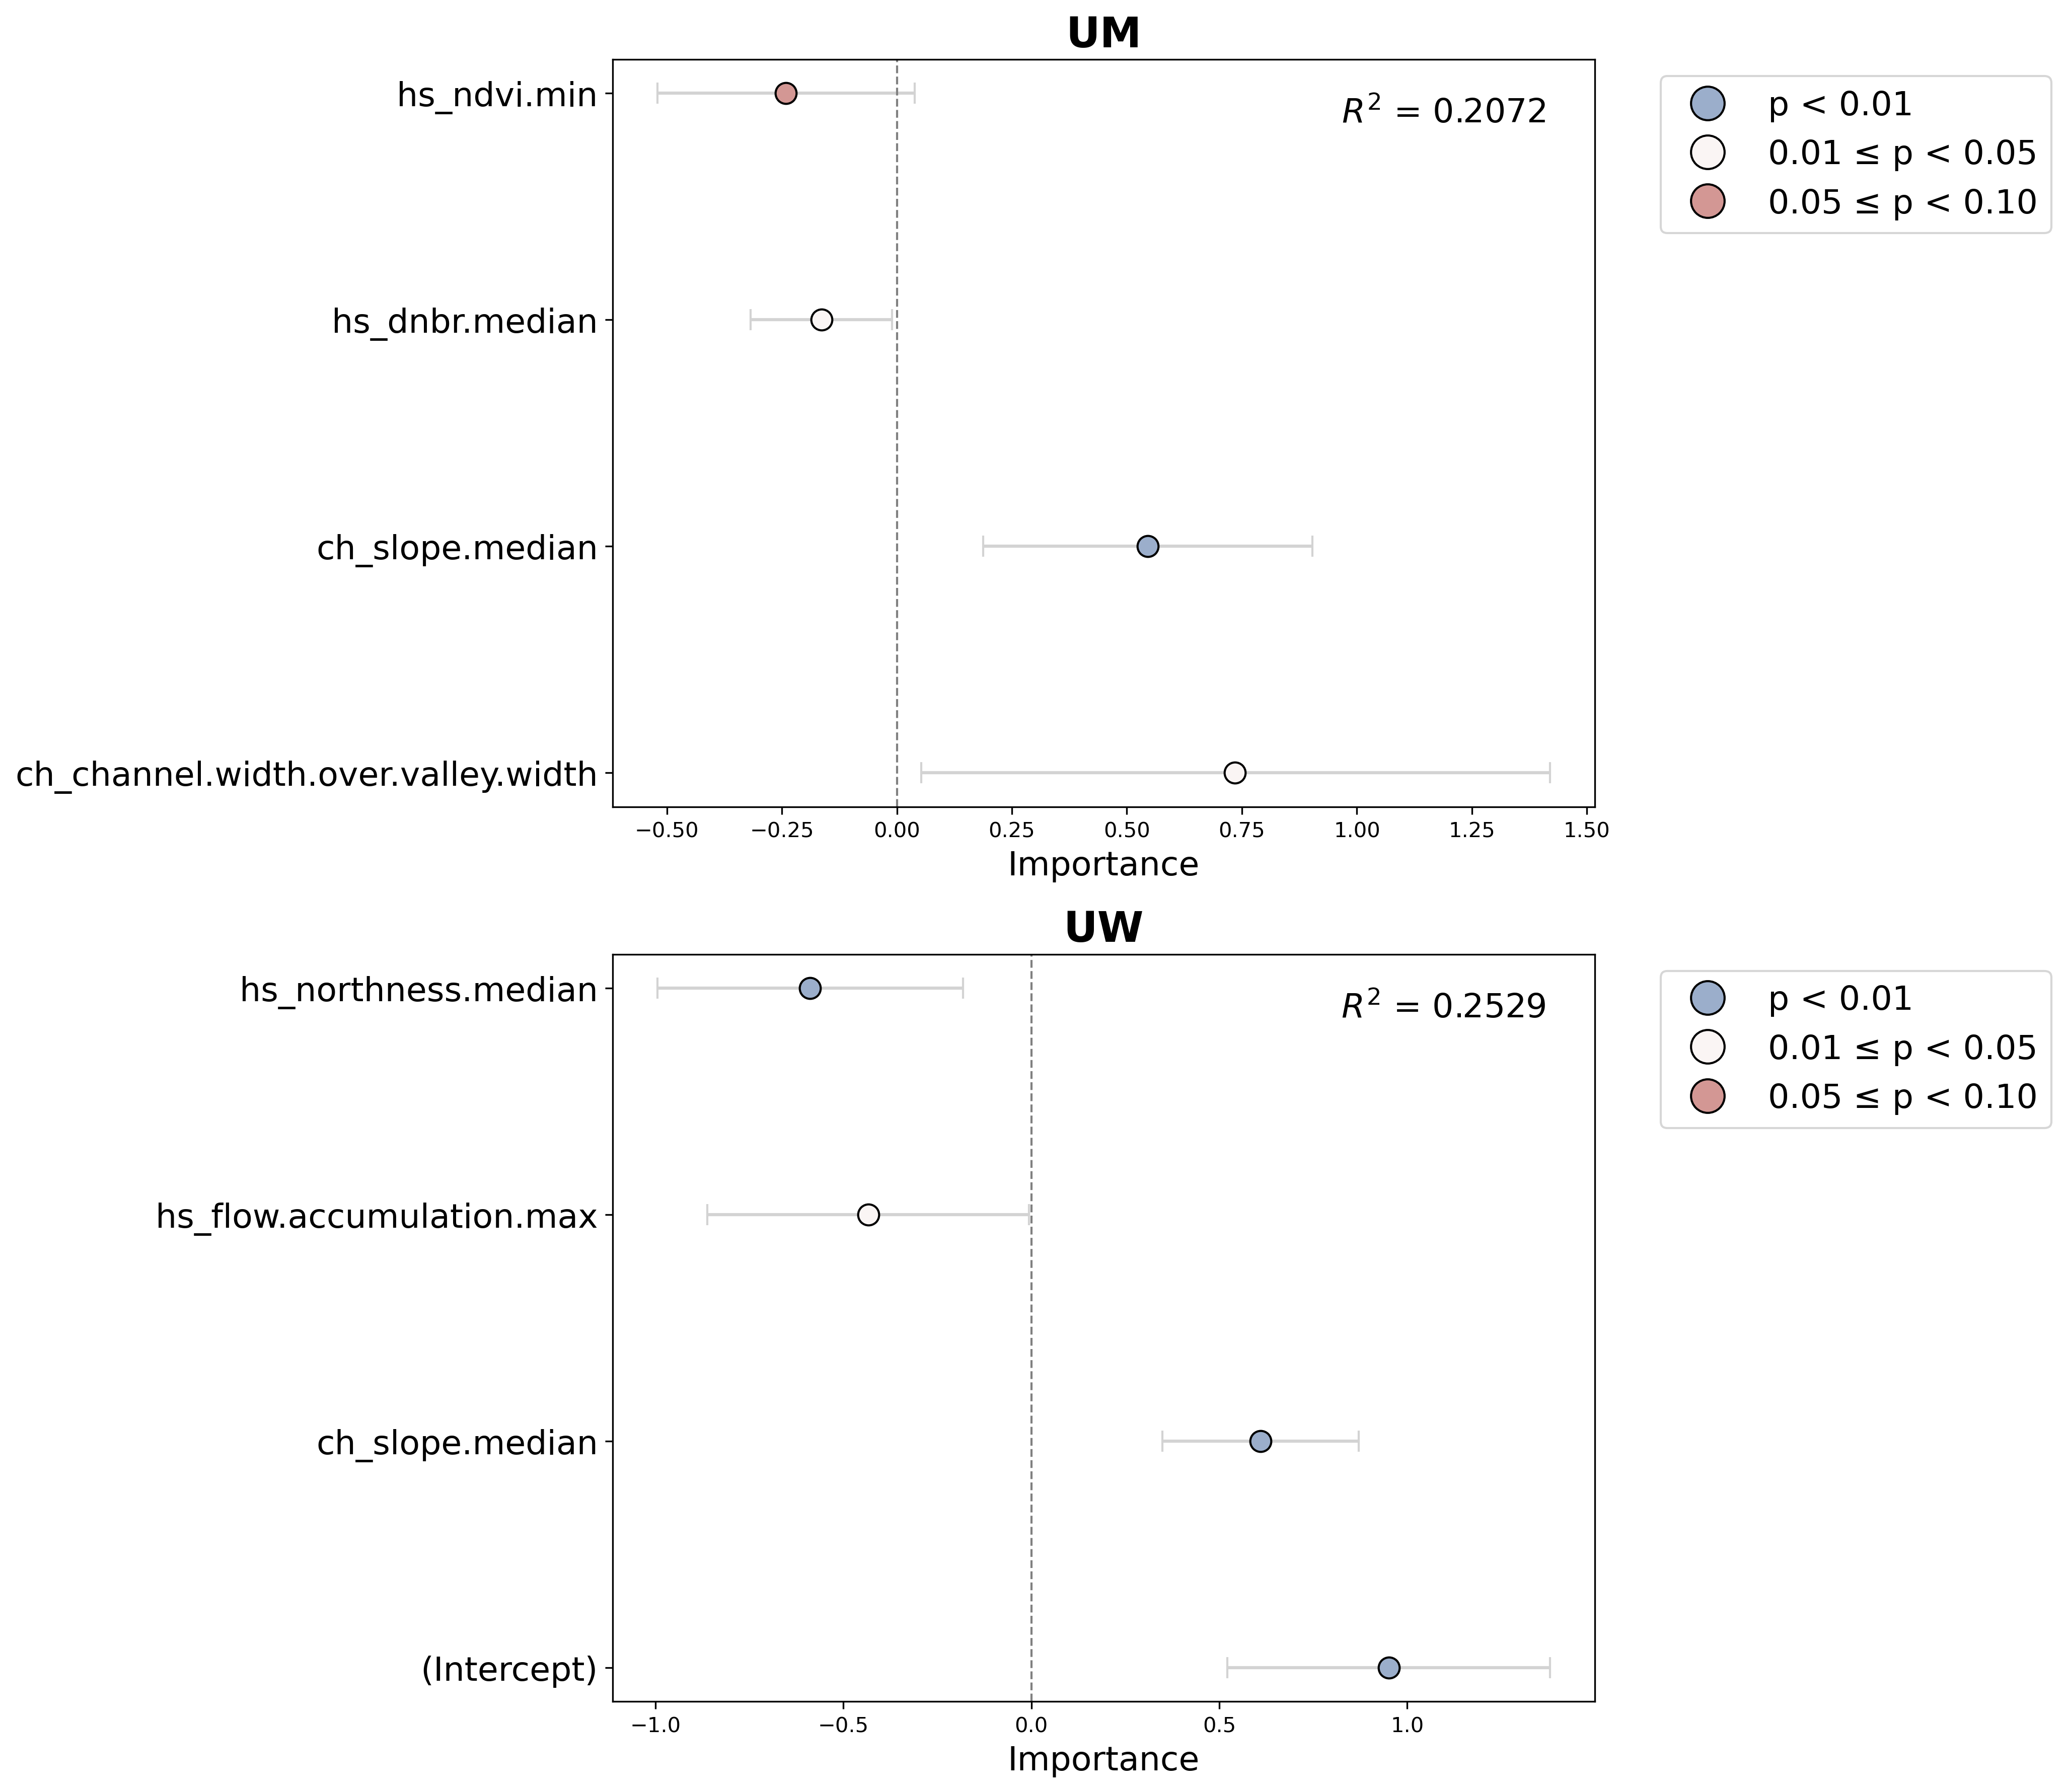 UM
hs_ndvi.min
hs_dnbr.median
ch_slope.median
ch_channel.width.over.valley.width
R² = 0.2072
p < 0.01
0.01 ≤ p < 0.05
0.05 ≤ p < 0.10
−0.50 −0.25 0.00 0.25 0.50 0.75 1.00 1.25 1.50
Importance
UW
hs_northness.median
hs_flow.accumulation.max
ch_slope.median
(Intercept)
R² = 0.2529
p < 0.01
0.01 ≤ p < 0.05
0.05 ≤ p < 0.10
−1.0 −0.5 0.0 0.5 1.0
Importance